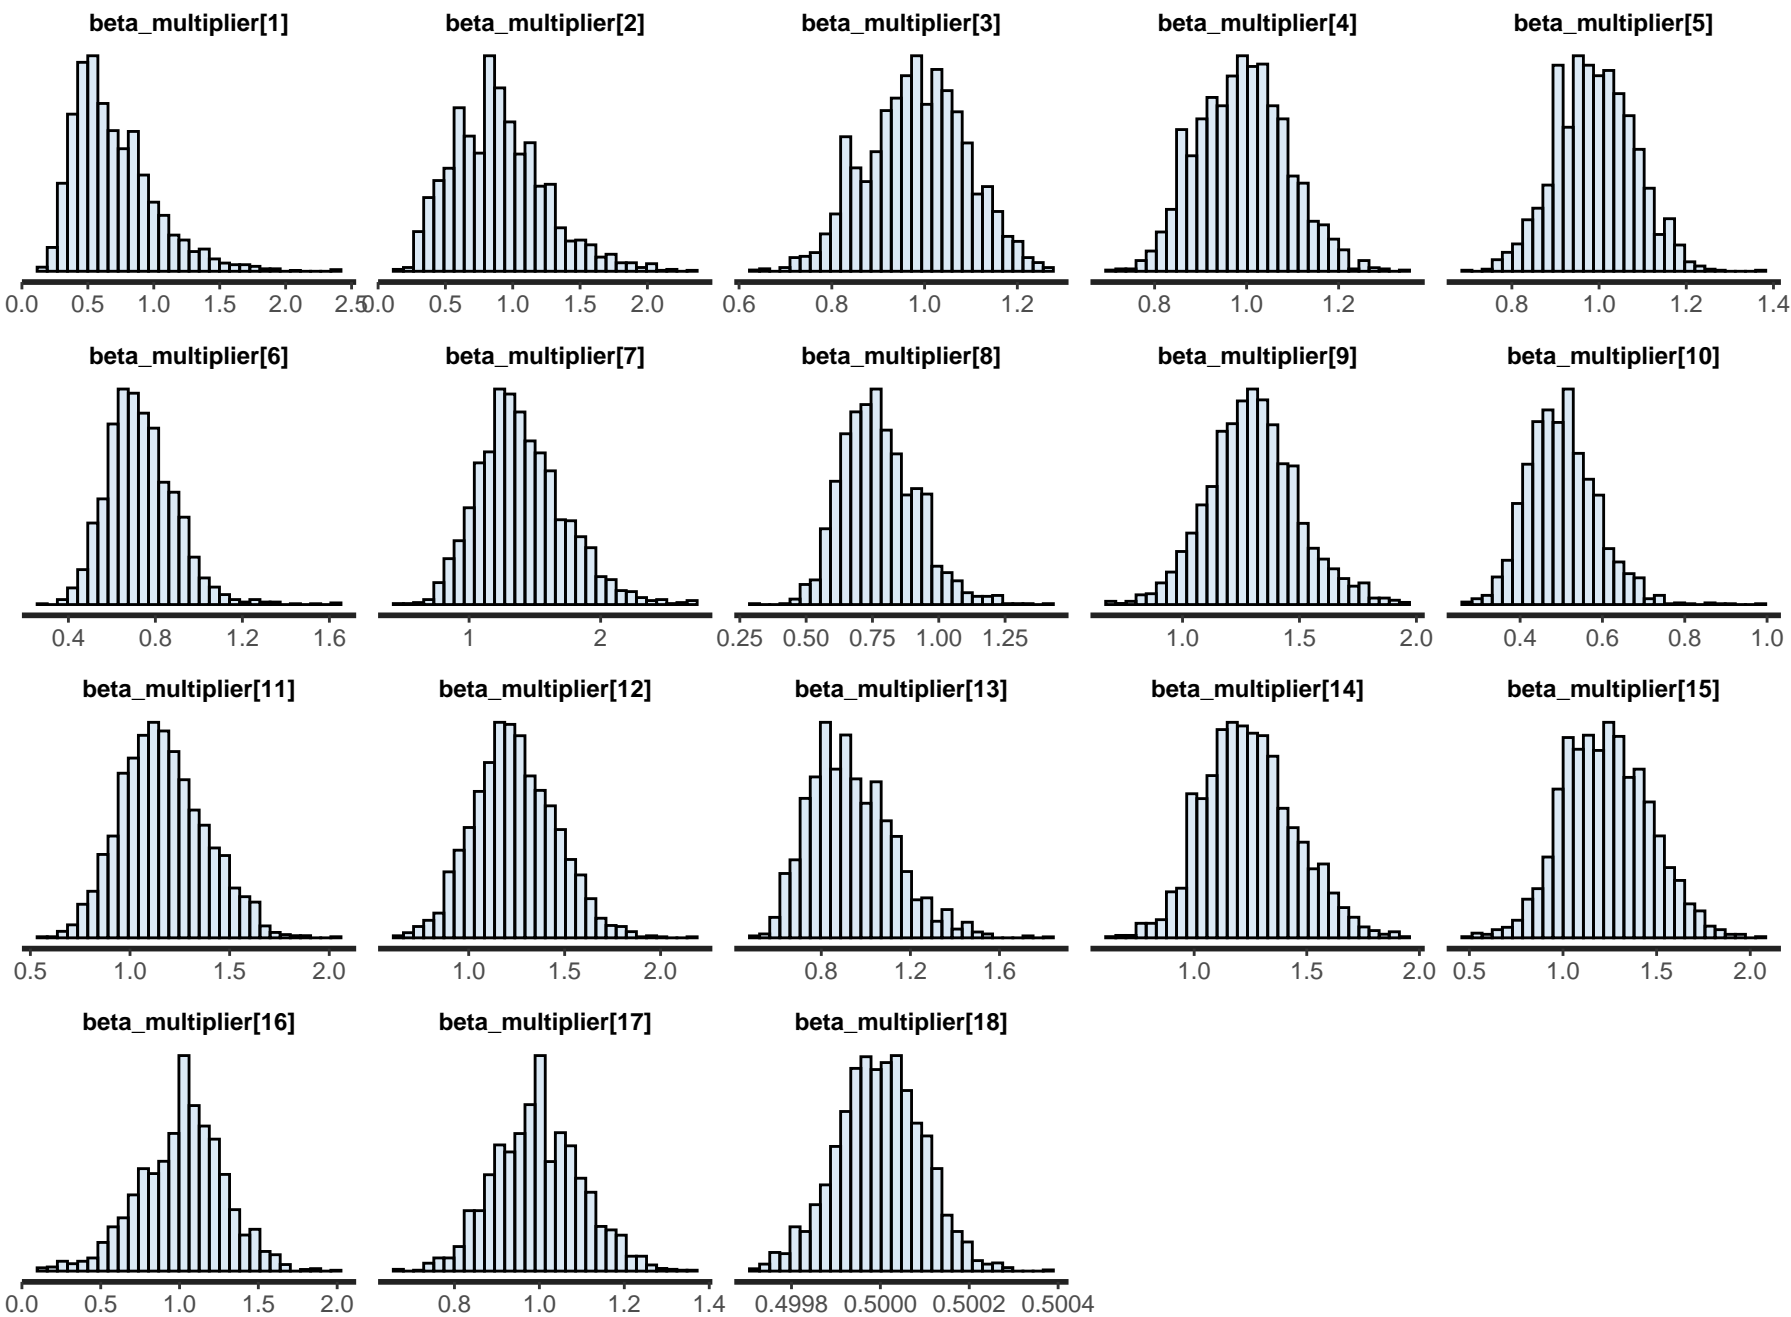 beta_multiplier[1] beta_multiplier[2] beta_multiplier[3] beta_multiplier[4] beta_multiplier[5]
0.0 0.5 1.0 1.5 2.0 2.5 0.0 0.5 1.0 1.5 2.0 0.6 0.8 1.0 1.2 0.8 1.0 1.2 0.8 1.0 1.2 1.4
beta_multiplier[6] beta_multiplier[7] beta_multiplier[8] beta_multiplier[9] beta_multiplier[10]
0.4 0.8 1.2 1.6 1 2 0.25 0.50 0.75 1.00 1.25 1.0 1.5 2.0 0.4 0.6 0.8 1.0
beta_multiplier[11] beta_multiplier[12] beta_multiplier[13] beta_multiplier[14] beta_multiplier[15]
0.5 1.0 1.5 2.0 1.0 1.5 2.0 0.8 1.2 1.6 1.0 1.5 2.0 0.5 1.0 1.5 2.0
beta_multiplier[16] beta_multiplier[17] beta_multiplier[18]
0.0 0.5 1.0 1.5 2.0 0.8 1.0 1.2 1.4 0.4998 0.5000 0.5002 0.5004